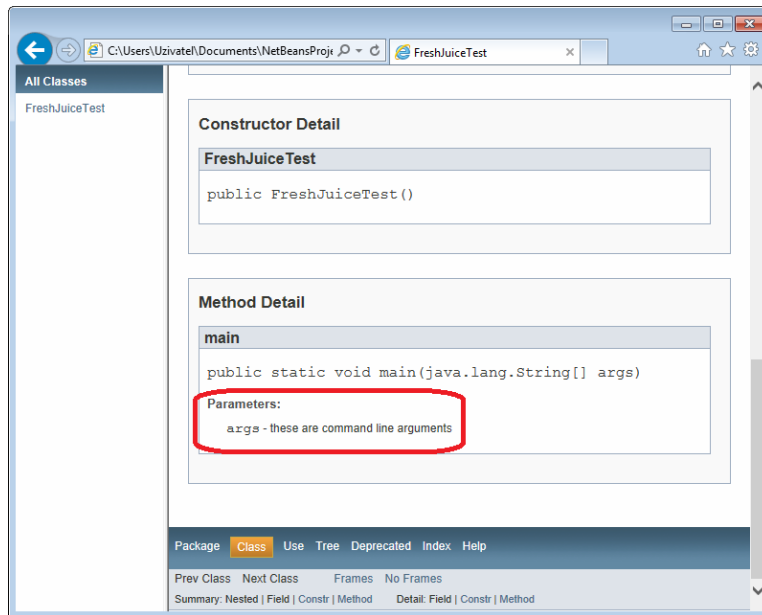 C:\Users\Uzivatel\Documents\NetBeansProje
FreshJuiceTest
All Classes
FreshJuiceTest
Constructor Detail
FreshJuiceTest
public FreshJuiceTest()
Method Detail
main
public static void main(java.lang.String[] args)
Parameters:
args - these are command line arguments
Package Class Use Tree Deprecated Index Help
Prev Class Next Class Frames No Frames
Summary: Nested | Field | Constr | Method Detail: Field | Constr | Method